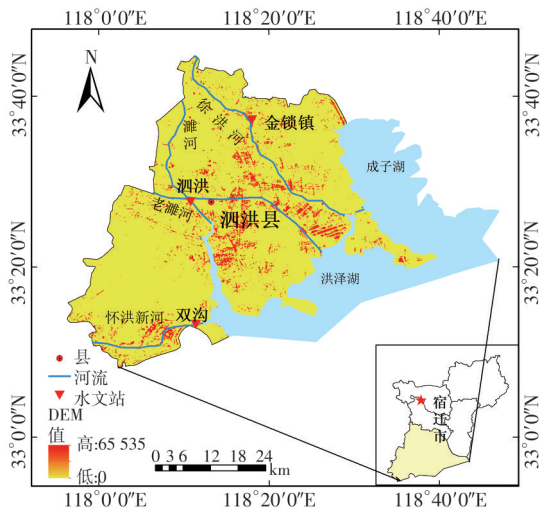 118°0′0″E 118°20′0″E 118°40′0″E
N
33°40′0″N
33°40′0″N
徐洪河
金锁镇
濉河
成子湖
泗洪
老濉河
泗洪县
33°20′0″N
33°20′0″N
洪泽湖
怀洪新河
双沟
县
河流
水文站
DEM
值
高:65 535
低:0
0 3 6 12 18 24
km
宿迁市
33°0′0″N
33°0′0″N
118°0′0″E 118°20′0″E 118°40′0″E